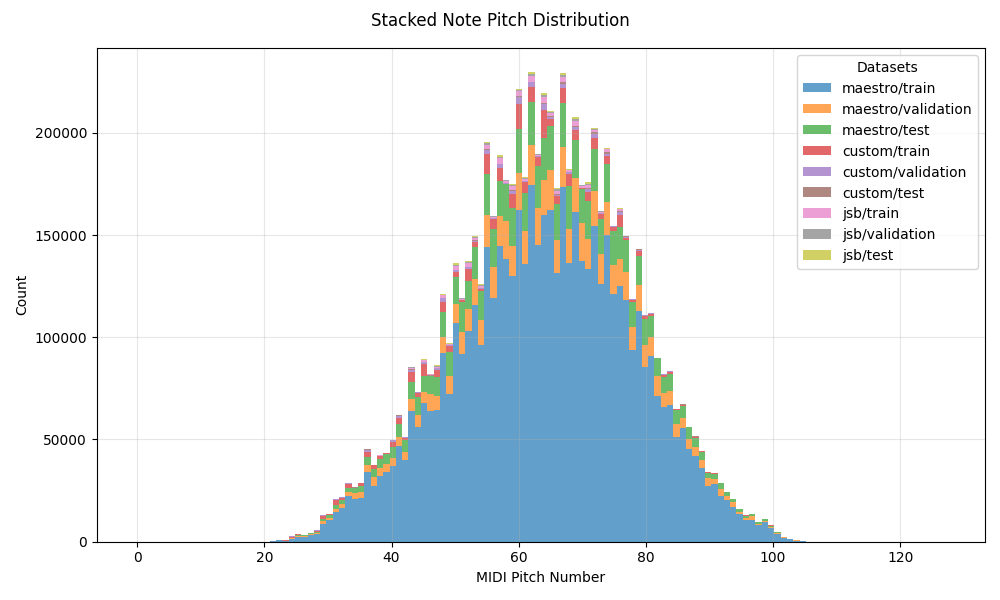 Stacked Note Pitch Distribution
Datasets
maestro/train
maestro/validation
maestro/test
custom/train
custom/validation
custom/test
jsb/train
jsb/validation
jsb/test
Count
200000
150000
100000
50000
0
0 20 40 60 80 100 120
MIDI Pitch Number